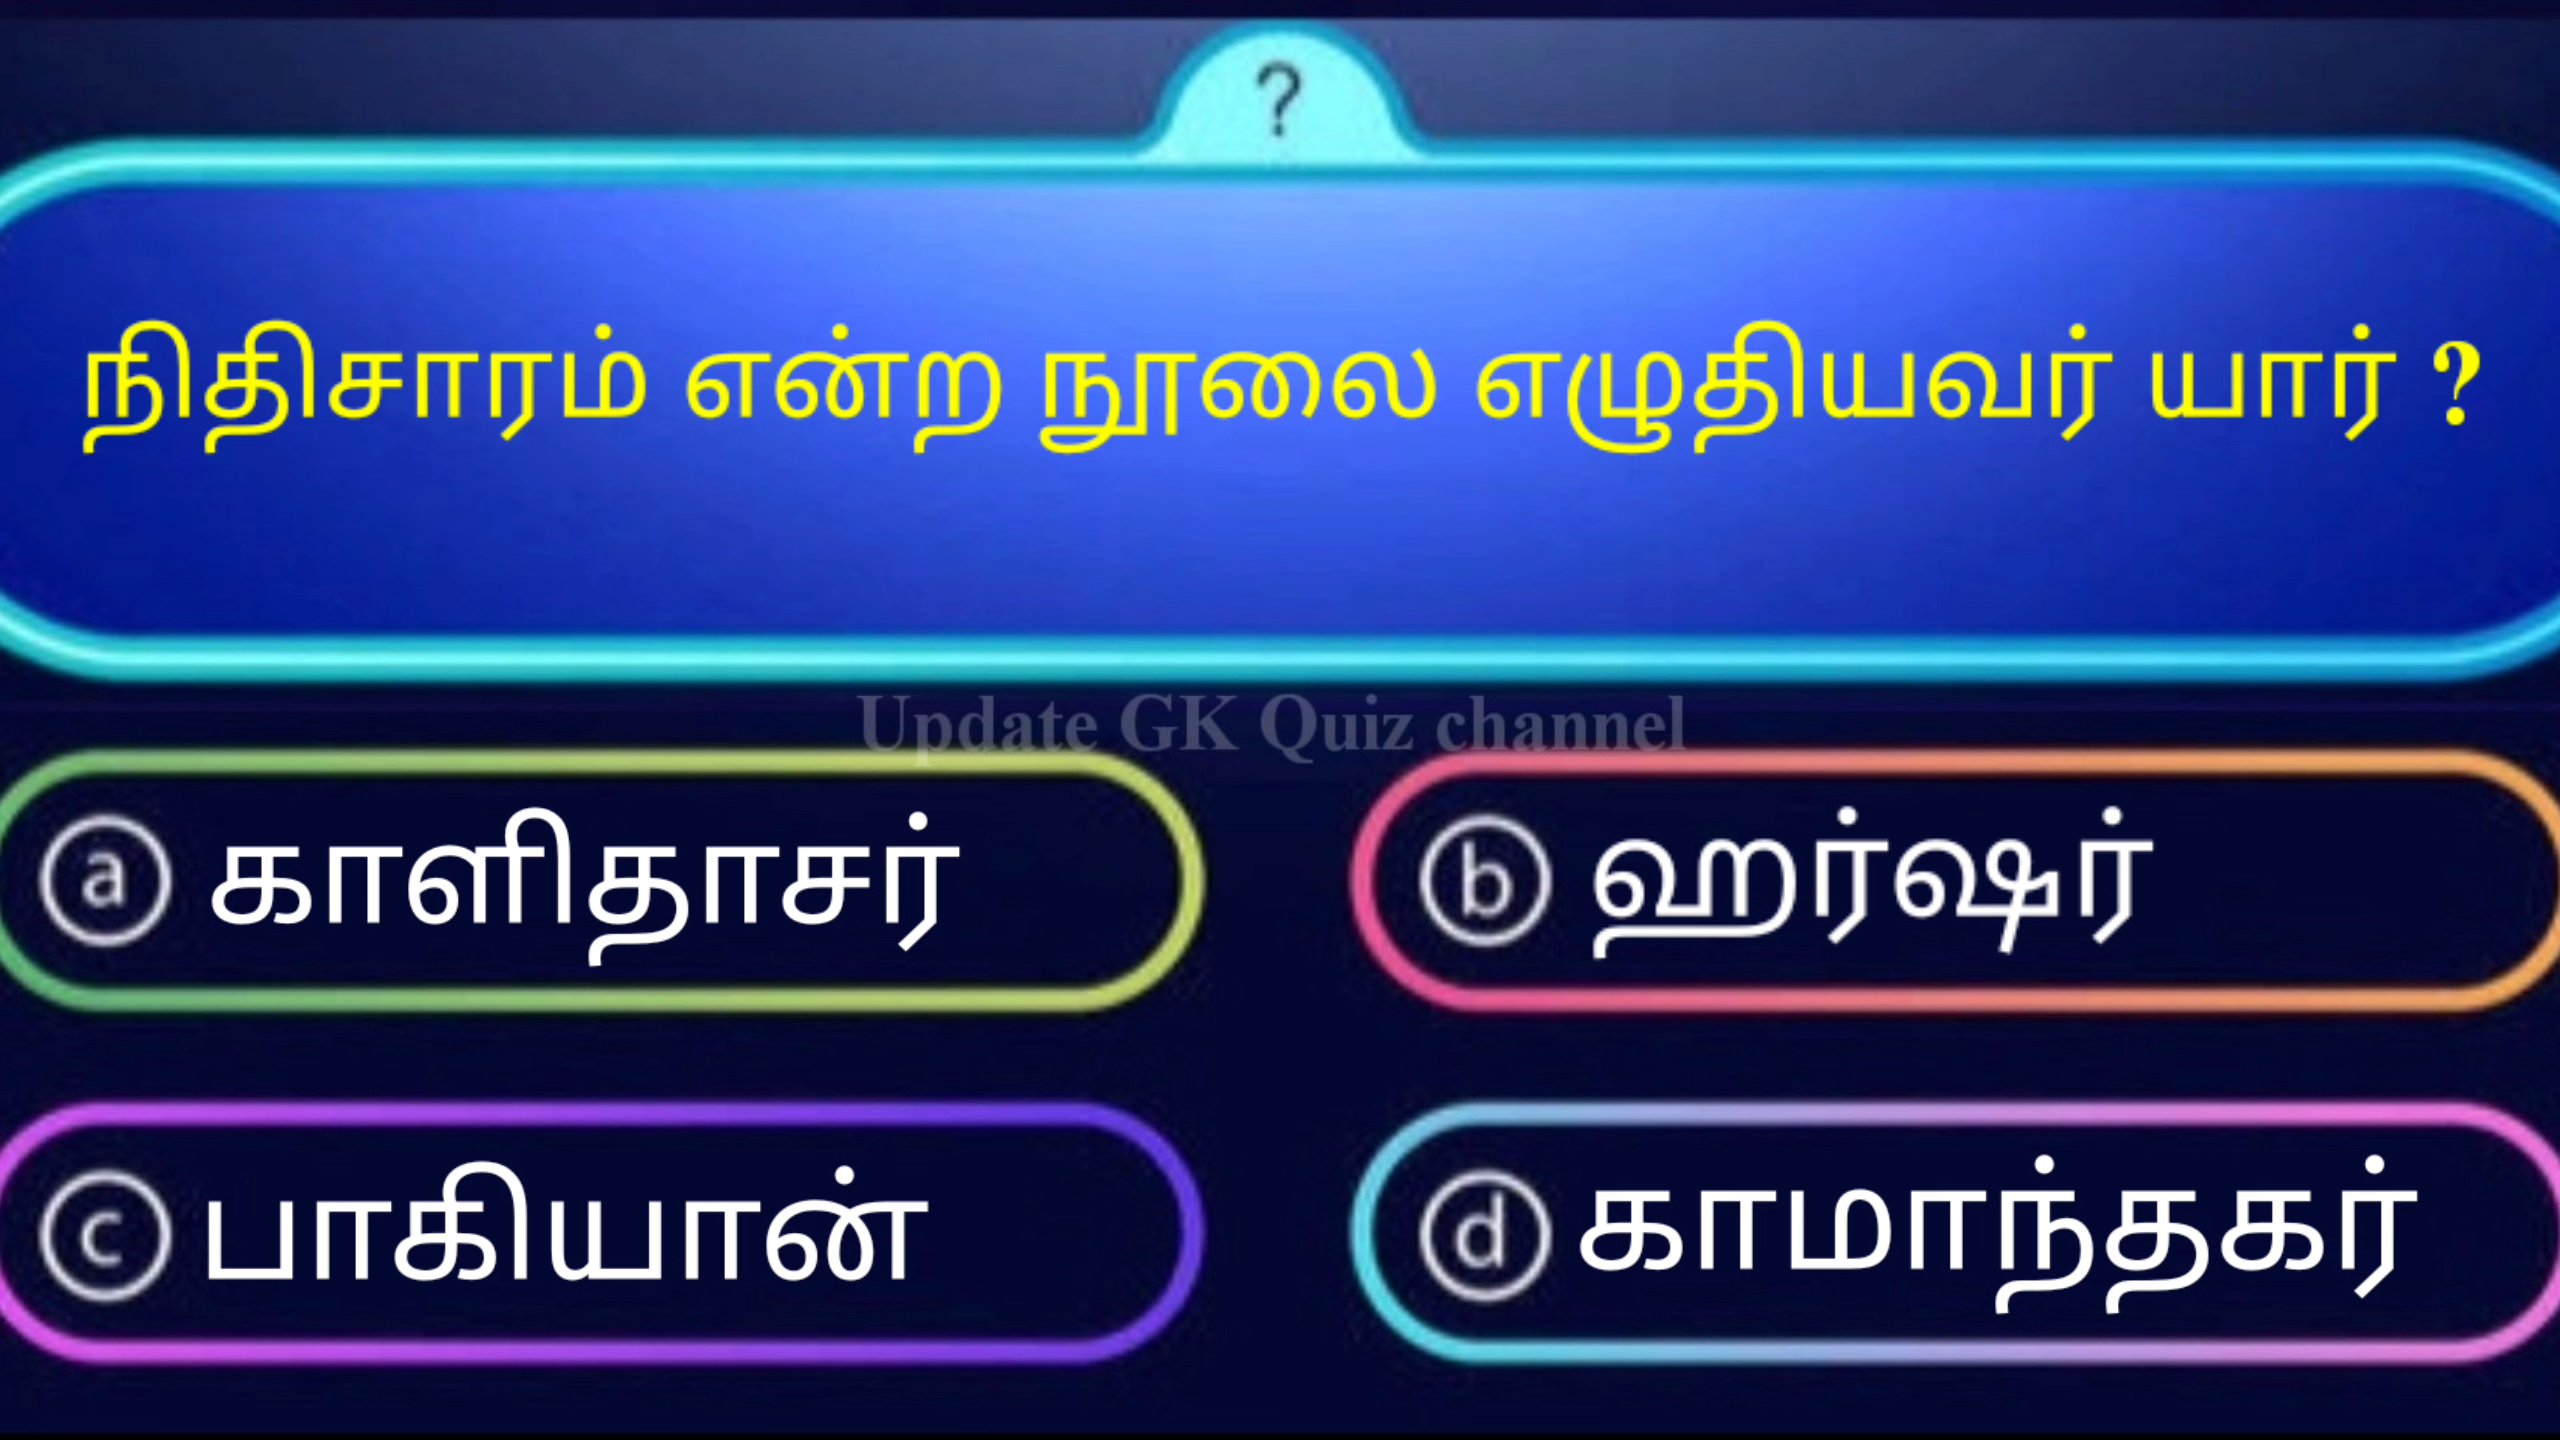 ?
நிதிசாரம் என்ற நூலை எழுதியவர் யார் ?
Update GK Quiz channel
a காளிதாசர்
b ஹர்ஷர்
c பாகியான்
d காமாந்தகர்